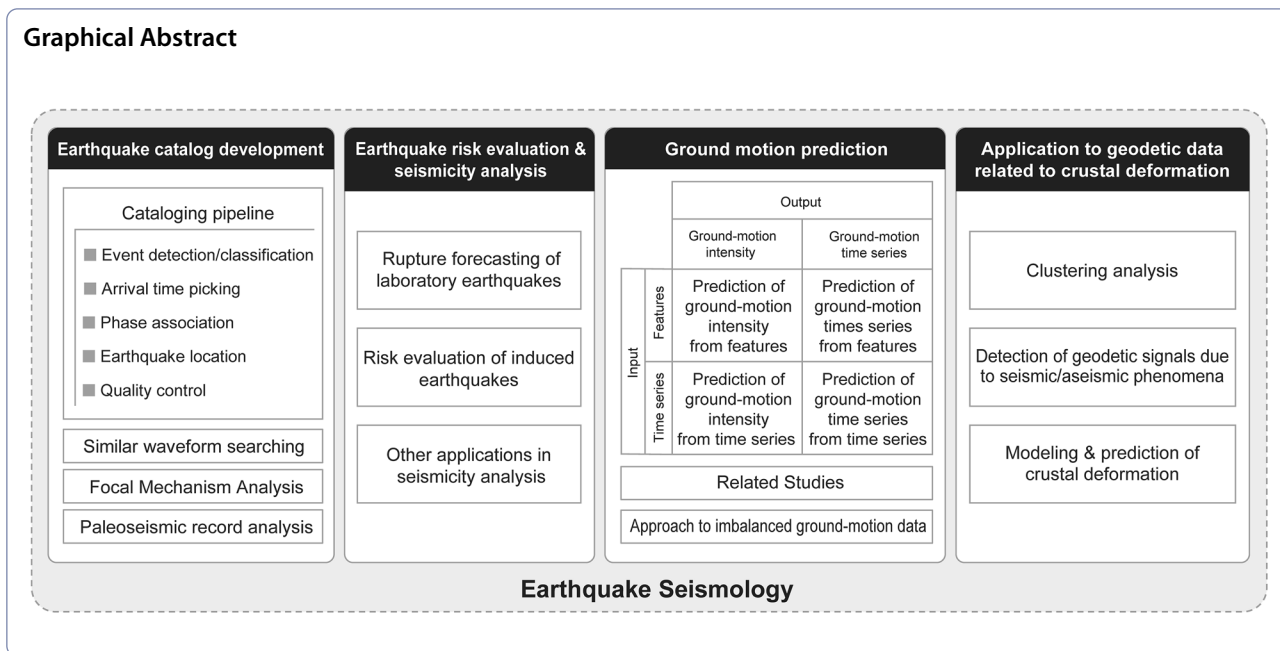 Graphical Abstract
Earthquake catalog development
Cataloging pipeline
Event detection/classification
Arrival time picking
Phase association
Earthquake location
Quality control
Similar waveform searching
Focal Mechanism Analysis
Paleoseismic record analysis
Earthquake risk evaluation &
seismicity analysis
Rupture forecasting of
laboratory earthquakes
Risk evaluation of induced
earthquakes
Other applications in
seismicity analysis
Ground motion prediction
Output
Ground-motion
intensity
Ground-motion
time series
Input
Features
Prediction of
ground-motion
intensity
from features
Prediction of
ground-motion
times series
from features
Time series
Prediction of
ground-motion
intensity
from time series
Prediction of
ground-motion
time series
from time series
Related Studies
Approach to imbalanced ground-motion data
Application to geodetic data
related to crustal deformation
Clustering analysis
Detection of geodetic signals due
to seismic/aseismic phenomena
Modeling & prediction of
crustal deformation
Earthquake Seismology